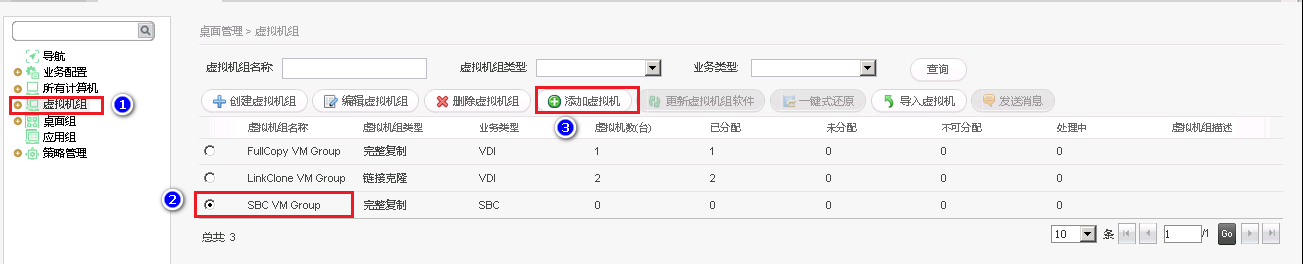 桌面管理 > 虚拟机组
导航
业务配置
所有计算机
虚拟机组
1
桌面组
应用组
策略管理
虚拟机组名称: 虚拟机组类型: 业务类型: 查询
创建虚拟机组 编辑虚拟机组 删除虚拟机组 添加虚拟机 更新虚拟机组软件 一键式还原 导入虚拟机 发送消息
3
虚拟机组名称 虚拟机组类型 业务类型 虚拟机数(台) 已分配 未分配 不可分配 处理中 虚拟机组描述
FullCopy VM Group 完整复制 VDI 1 1 0 0 0
LinkClone VM Group 链接克隆 VDI 2 2 0 0 0
2 SBC VM Group 完整复制 SBC 0 0 0 0 0
总共: 3 10 条 1 /1 Go